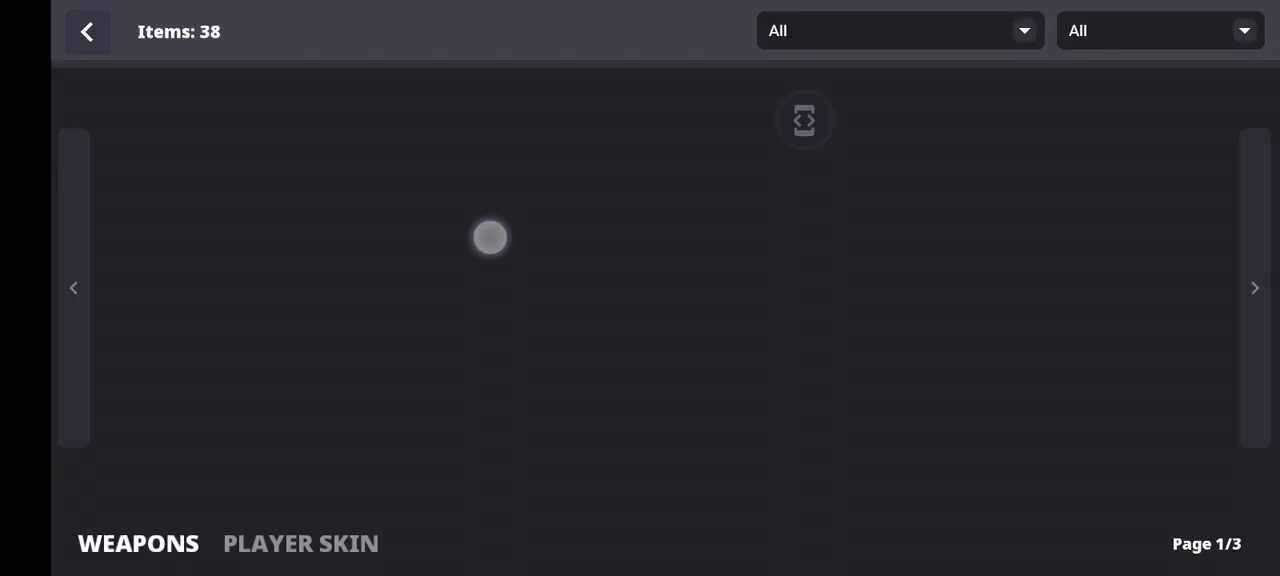 Items: 38
All
All
WEAPONS
PLAYER SKIN
Page 1/3